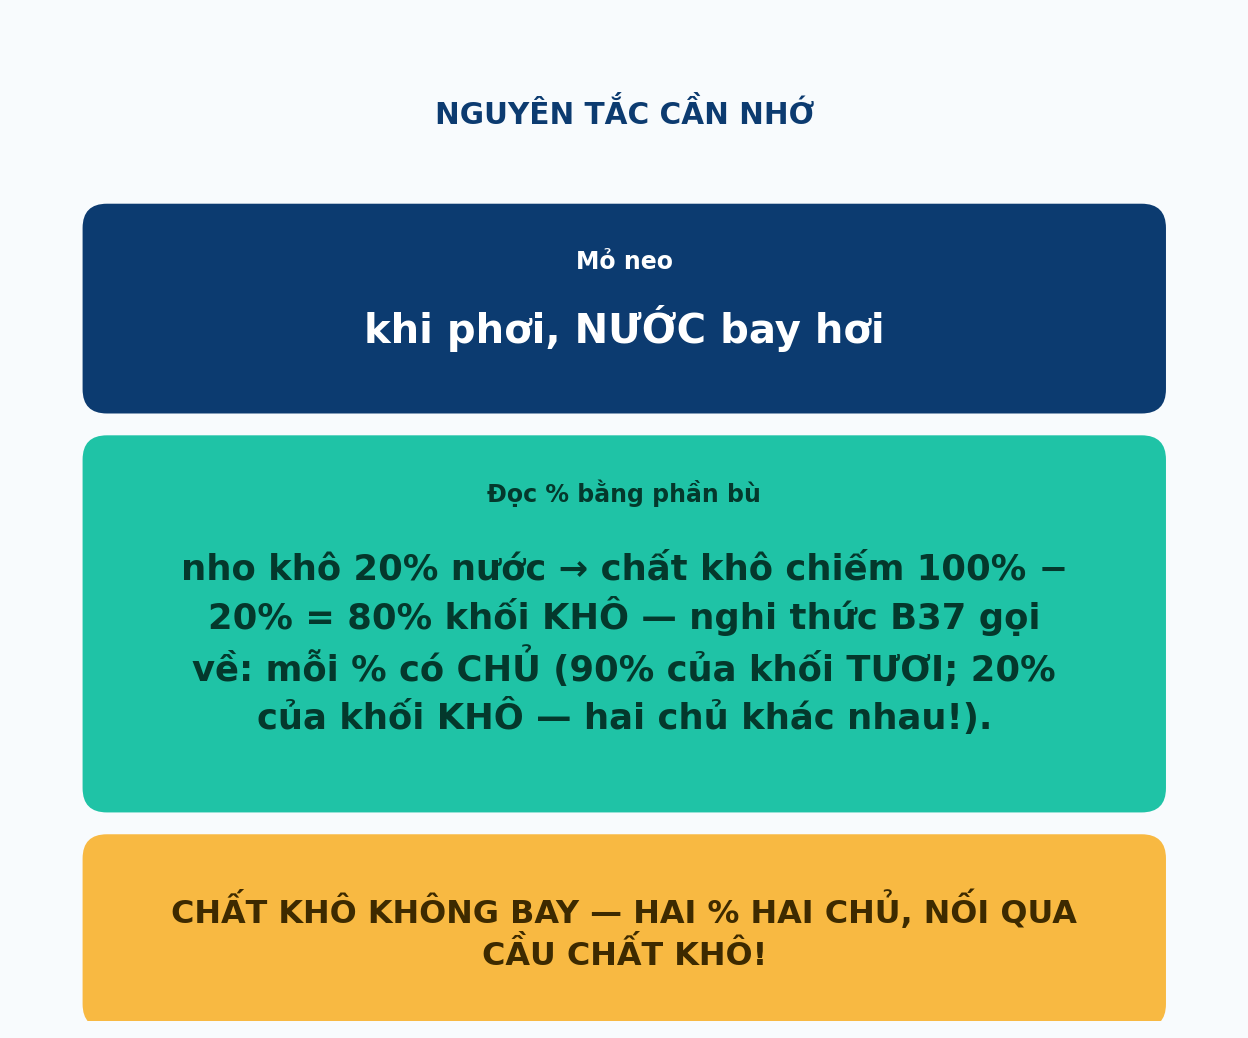 NGUYÊN TẮC CẦN NHỚ
Mỏ neo
khi phơi, NƯỚC bay hơi
Đọc % bằng phần bù
nho khô 20% nước → chất khô chiếm 100% −
20% = 80% khối KHÔ — nghi thức B37 gọi
về: mỗi % có CHỦ (90% của khối TƯƠI; 20%
của khối KHÔ — hai chủ khác nhau!).
CHẤT KHÔ KHÔNG BAY — HAI % HAI CHỦ, NỐI QUA
CẦU CHẤT KHÔ!